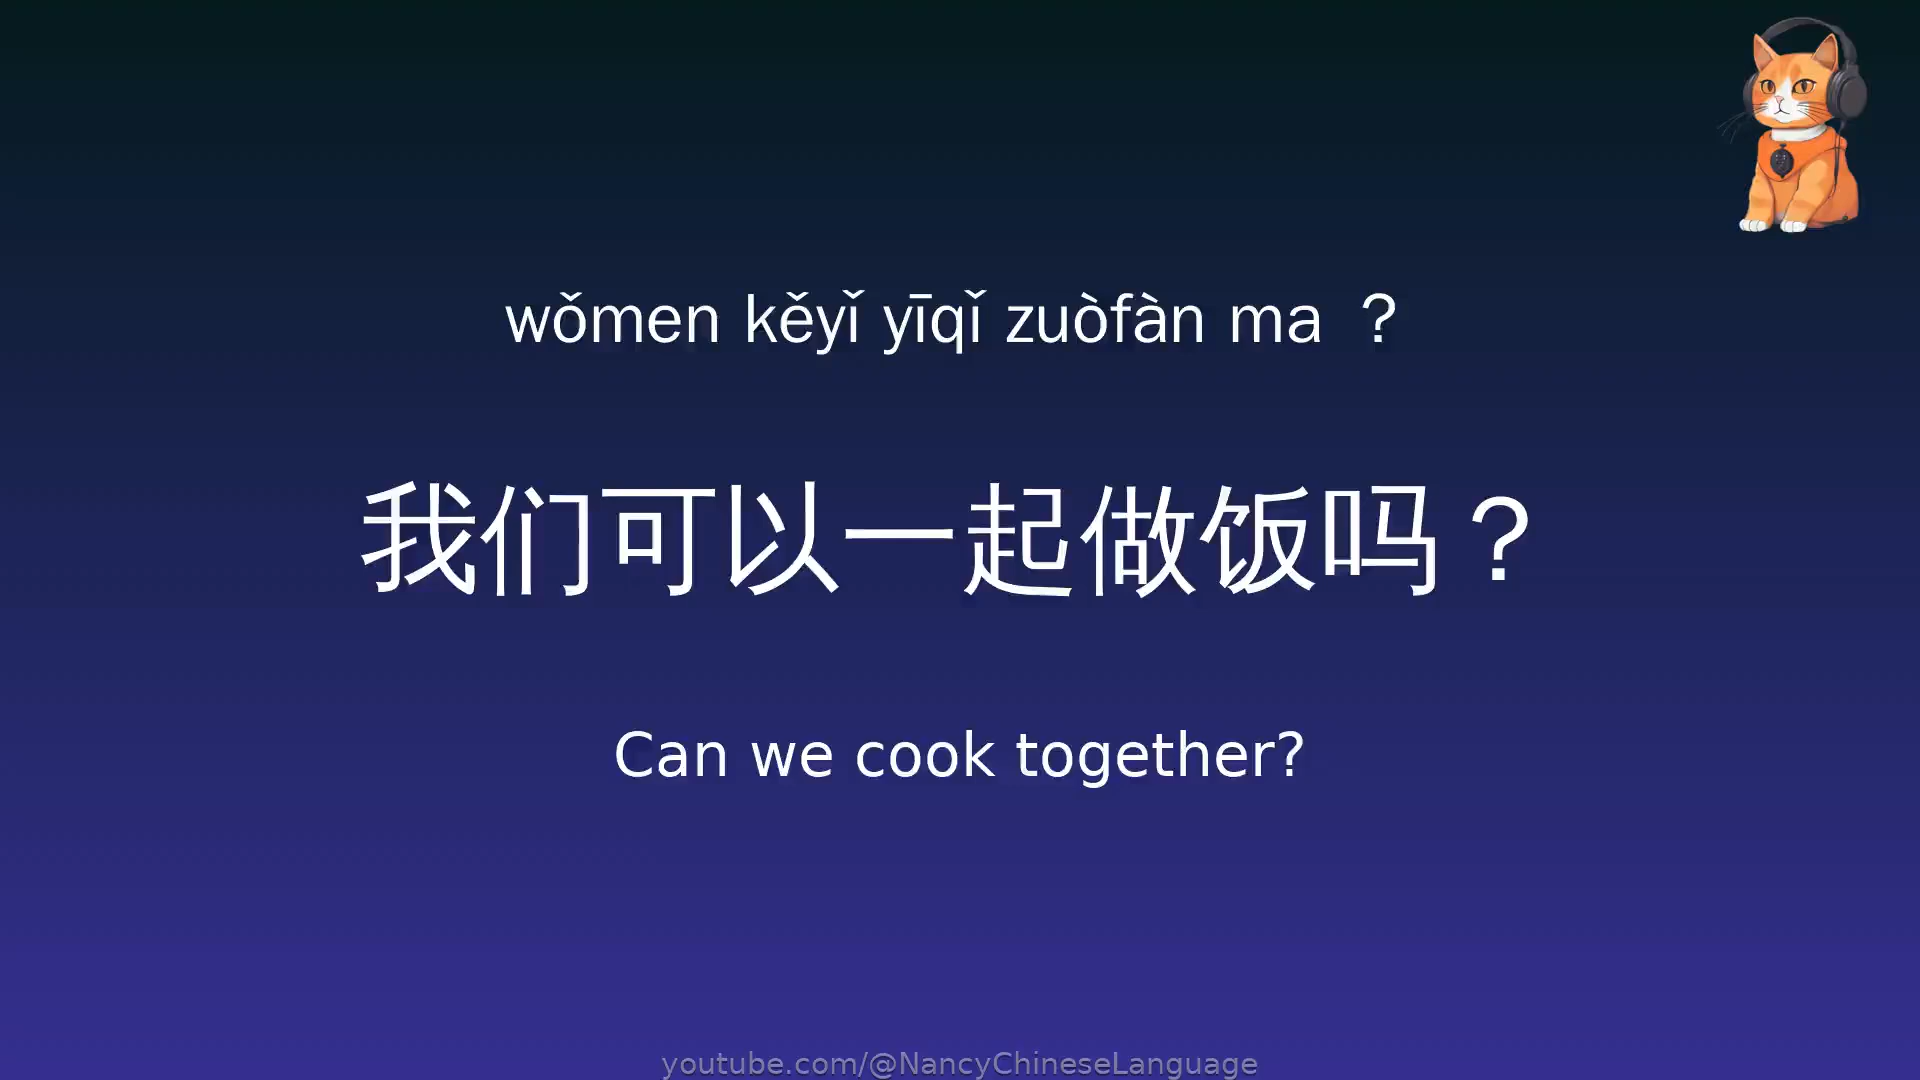 wǒmen kěyǐ yīqǐ zuòfàn ma ？
我们可以一起做饭吗？
Can we cook together?
youtube.com/@NancyChineseLanguage